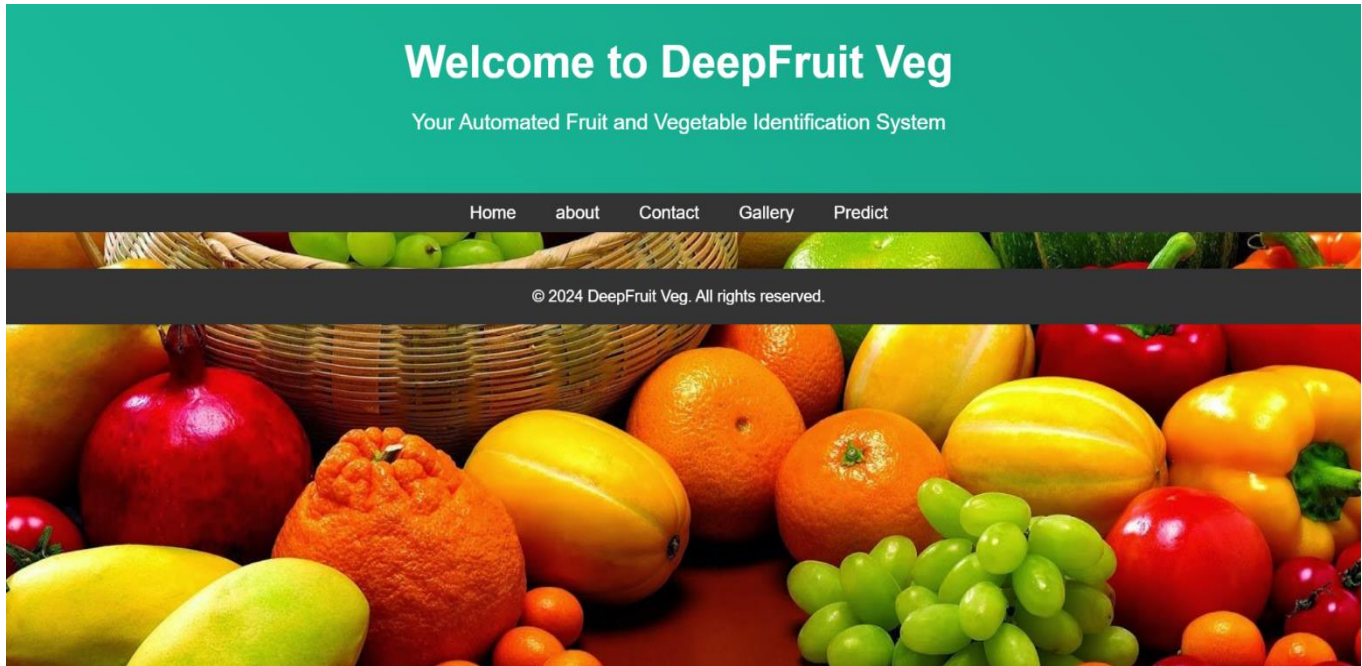 Welcome to DeepFruit Veg
Your Automated Fruit and Vegetable Identification System
Home about Contact Gallery Predict
© 2024 DeepFruit Veg. All rights reserved.